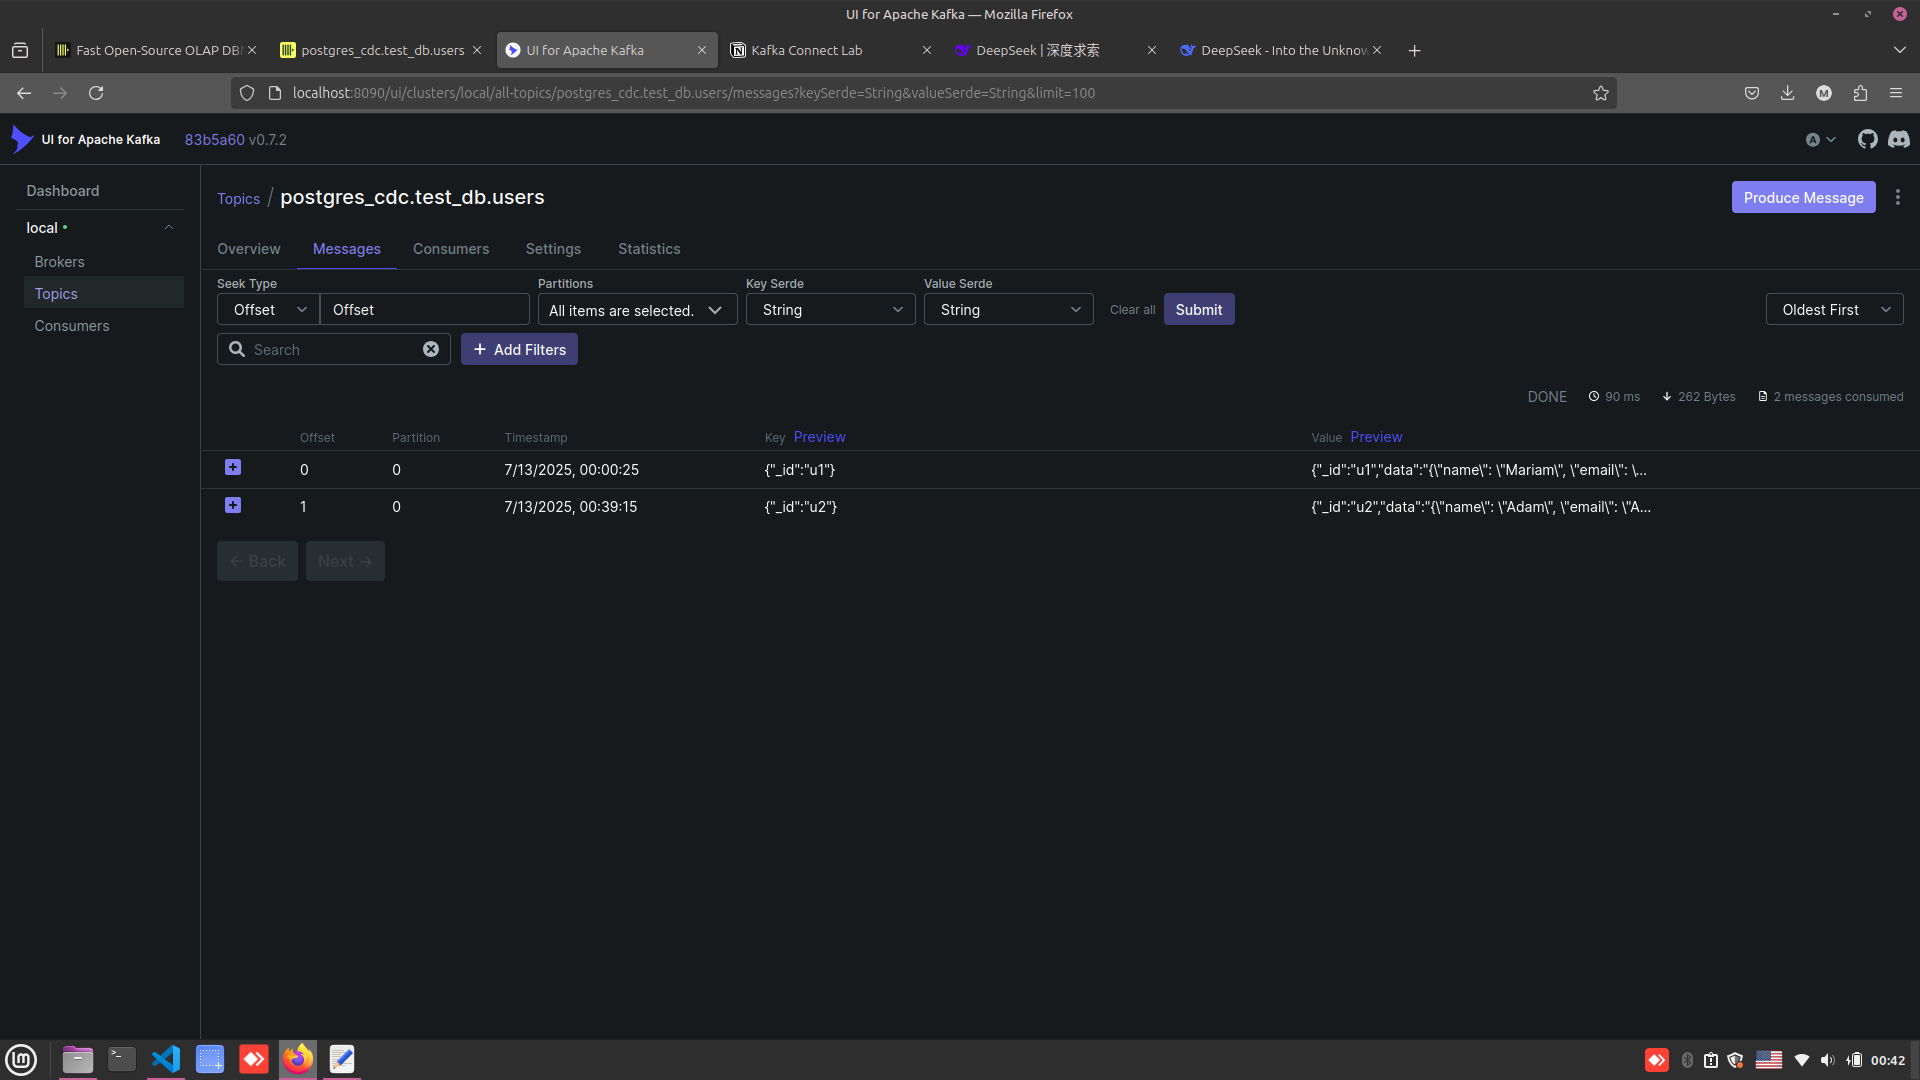 UI for Apache Kafka — Mozilla Firefox
Fast Open-Source OLAP DB
postgres_cdc.test_db.users
UI for Apache Kafka
Kafka Connect Lab
DeepSeek | 深度求索
DeepSeek - Into the Unknow
localhost:8090/ui/clusters/local/all-topics/postgres_cdc.test_db.users/messages?keySerde=String&valueSerde=String&limit=100
M
UI for Apache Kafka 83b5a60 v0.7.2
A
Dashboard
local
Brokers
Topics
Consumers
Topics / postgres_cdc.test_db.users
Produce Message
Overview Messages Consumers Settings Statistics
Seek Type Partitions Key Serde Value Serde
Offset Offset All items are selected. String String Clear all Submit Oldest First
Search + Add Filters
DONE 90 ms 262 Bytes 2 messages consumed
Offset Partition Timestamp Key Preview Value Preview
0 0 7/13/2025, 00:00:25 {"_id":"u1"} {"_id":"u1","data":"{\"name\": \"Mariam\", \"email\": \...
1 0 7/13/2025, 00:39:15 {"_id":"u2"} {"_id":"u2","data":"{\"name\": \"Adam\", \"email\": \"A...
← Back Next →
00:42